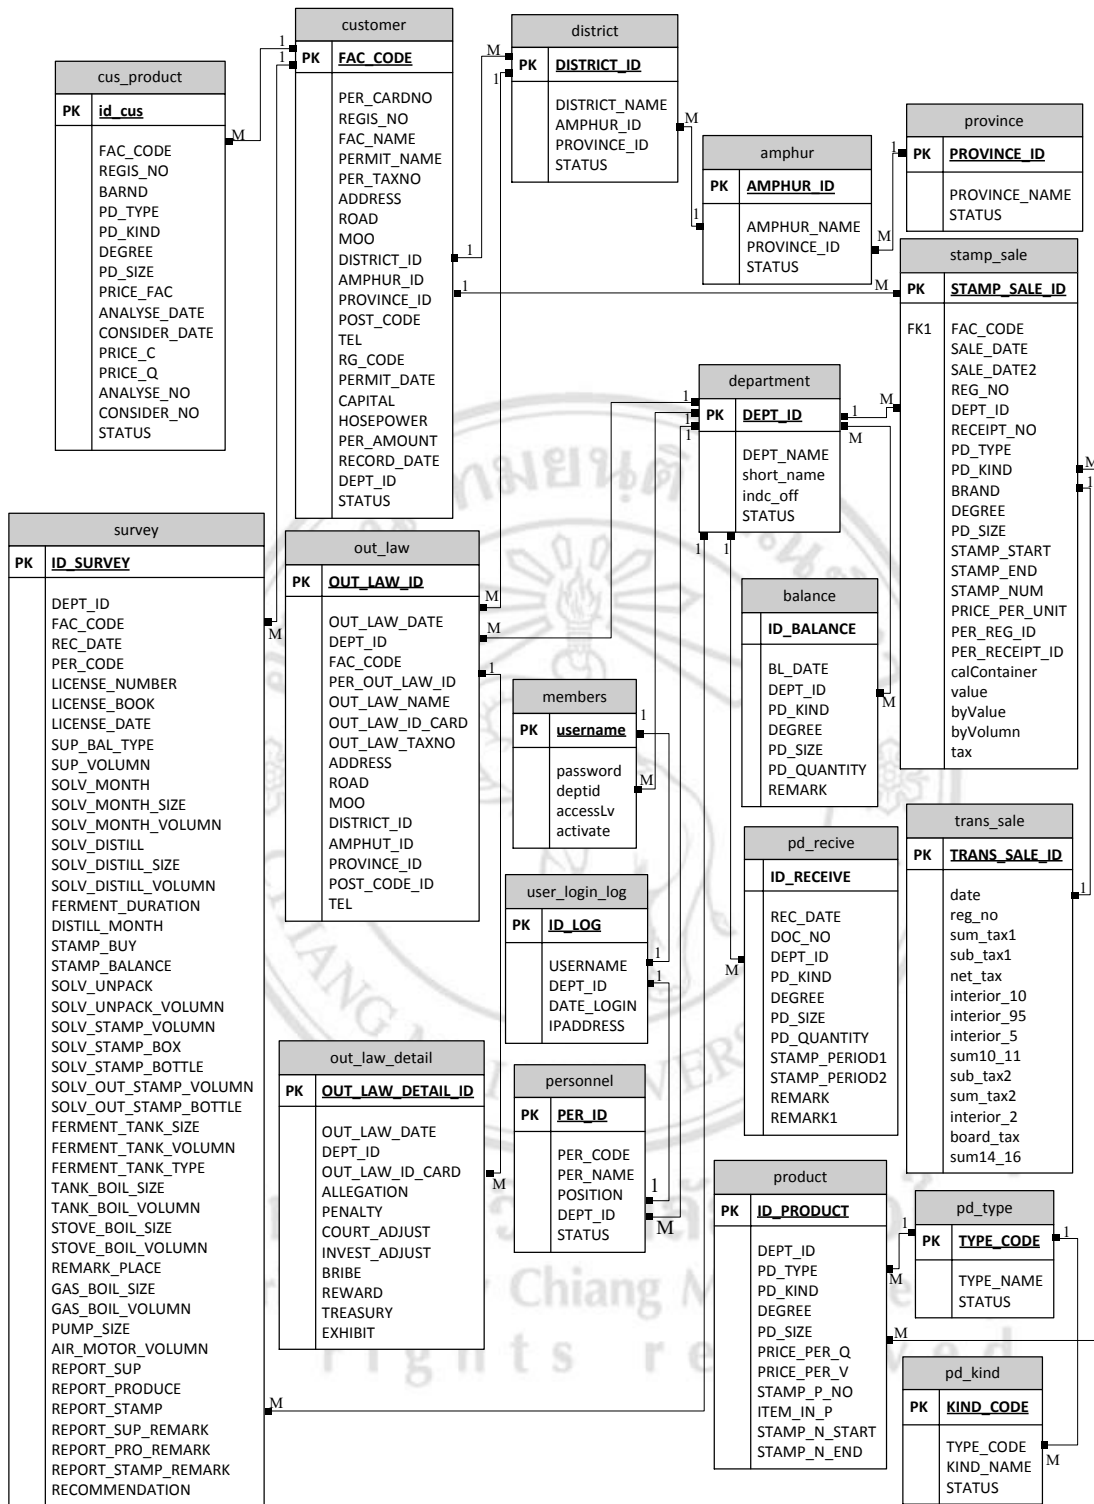 customer
PK FAC_CODE
PER_CARDNO
REGIS_NO
FAC_NAME
PERMIT_NAME
PER_TAXNO
ADDRESS
ROAD
MOO
DISTRICT_ID
AMPHUR_ID
PROVINCE_ID
POST_CODE
TEL
RG_CODE
PERMIT_DATE
CAPITAL
HOSEPOWER
PER_AMOUNT
RECORD_DATE
DEPT_ID
STATUS
cus_product
PK id_cus
FAC_CODE
REGIS_NO
BARND
PD_TYPE
PD_KIND
DEGREE
PD_SIZE
PRICE_FAC
ANALYSE_DATE
CONSIDER_DATE
PRICE_C
PRICE_Q
ANALYSE_NO
CONSIDER_NO
STATUS
district
PK DISTRICT_ID
DISTRICT_NAME
AMPHUR_ID
PROVINCE_ID
STATUS
amphur
PK AMPHUR_ID
AMPHUR_NAME
PROVINCE_ID
STATUS
province
PK PROVINCE_ID
PROVINCE_NAME
STATUS
stamp_sale
PK STAMP_SALE_ID
FK1 FAC_CODE
SALE_DATE
SALE_DATE2
REG_NO
DEPT_ID
RECEIPT_NO
PD_TYPE
PD_KIND
BRAND
DEGREE
PD_SIZE
STAMP_START
STAMP_END
STAMP_NUM
PRICE_PER_UNIT
PER_REG_ID
PER_RECEIPT_ID
calContainer
value
byValue
byVolumn
tax
department
PK DEPT_ID
DEPT_NAME
short_name
indc_off
STATUS
survey
PK ID_SURVEY
DEPT_ID
FAC_CODE
REC_DATE
PER_CODE
LICENSE_NUMBER
LICENSE_BOOK
LICENSE_DATE
SUP_BAL_TYPE
SUP_VOLUMN
SOLV_MONTH
SOLV_MONTH_SIZE
SOLV_MONTH_VOLUMN
SOLV_DISTILL
SOLV_DISTILL_SIZE
SOLV_DISTILL_VOLUMN
FERMENT_DURATION
DISTILL_MONTH
STAMP_BUY
STAMP_BALANCE
SOLV_UNPACK
SOLV_UNPACK_VOLUMN
SOLV_STAMP_VOLUMN
SOLV_STAMP_BOX
SOLV_STAMP_BOTTLE
SOLV_OUT_STAMP_VOLUMN
SOLV_OUT_STAMP_BOTTLE
FERMENT_TANK_SIZE
FERMENT_TANK_VOLUMN
FERMENT_TANK_TYPE
TANK_BOIL_SIZE
TANK_BOIL_VOLUMN
STOVE_BOIL_SIZE
STOVE_BOIL_VOLUMN
REMARK_PLACE
GAS_BOIL_SIZE
GAS_BOIL_VOLUMN
PUMP_SIZE
AIR_MOTOR_VOLUMN
REPORT_SUP
REPORT_PRODUCE
REPORT_STAMP
REPORT_SUP_REMARK
REPORT_PRO_REMARK
REPORT_STAMP_REMARK
RECOMMENDATION
out_law
PK OUT_LAW_ID
OUT_LAW_DATE
DEPT_ID
FAC_CODE
PER_OUT_LAW_ID
OUT_LAW_NAME
OUT_LAW_ID_CARD
OUT_LAW_TAXNO
ADDRESS
ROAD
MOO
DISTRICT_ID
AMPHUT_ID
PROVINCE_ID
POST_CODE_ID
TEL
balance
ID_BALANCE
BL_DATE
DEPT_ID
PD_KIND
DEGREE
PD_SIZE
PD_QUANTITY
REMARK
members
PK username
password
deptid
accessLv
activate
trans_sale
PK TRANS_SALE_ID
date
reg_no
sum_tax1
sub_tax1
net_tax
interior_10
interior_95
interior_5
sum10_11
sub_tax2
sum_tax2
interior_2
board_tax
sum14_16
pd_recive
ID_RECEIVE
REC_DATE
DOC_NO
DEPT_ID
PD_KIND
DEGREE
PD_SIZE
PD_QUANTITY
STAMP_PERIOD1
STAMP_PERIOD2
REMARK
REMARK1
user_login_log
PK ID_LOG
USERNAME
DEPT_ID
DATE_LOGIN
IPADDRESS
out_law_detail
PK OUT_LAW_DETAIL_ID
OUT_LAW_DATE
DEPT_ID
OUT_LAW_ID_CARD
ALLEGATION
PENALTY
COURT_ADJUST
INVEST_ADJUST
BRIBE
REWARD
TREASURY
EXHIBIT
personnel
PK PER_ID
PER_CODE
PER_NAME
POSITION
DEPT_ID
STATUS
product
PK ID_PRODUCT
DEPT_ID
PD_TYPE
PD_KIND
DEGREE
PD_SIZE
PRICE_PER_Q
PRICE_PER_V
STAMP_P_NO
ITEM_IN_P
STAMP_N_START
STAMP_N_END
pd_type
PK TYPE_CODE
TYPE_NAME
STATUS
pd_kind
PK KIND_CODE
TYPE_CODE
KIND_NAME
STATUS